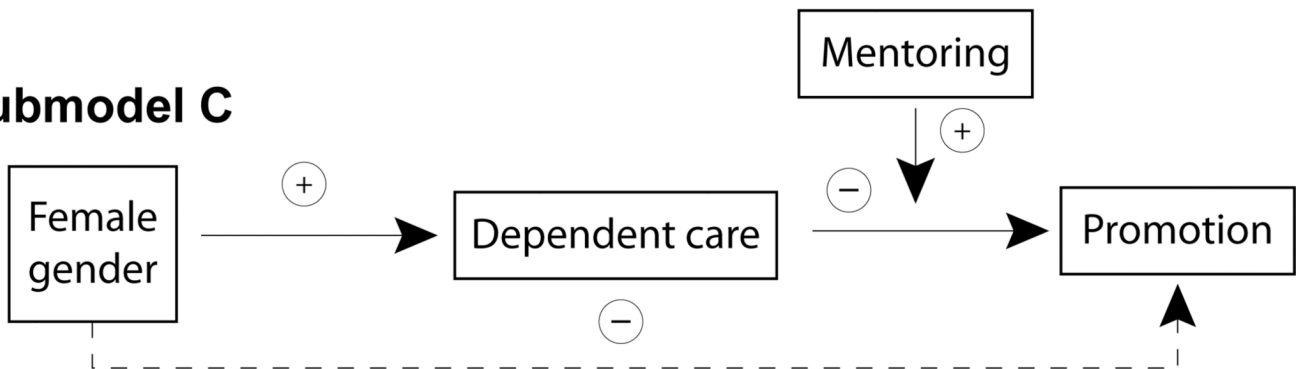 Mentoring
ubmodel C
+
+
−
Female
gender
Dependent care
Promotion
−